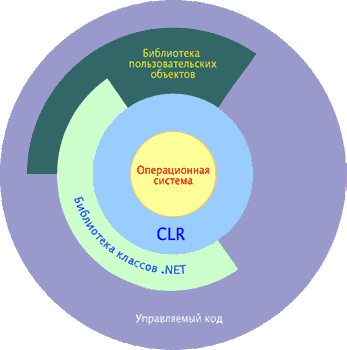 Библиотека
пользовательских
объектов
Операционная
система
CLR
Библиотека классов .NET
Управляемый код